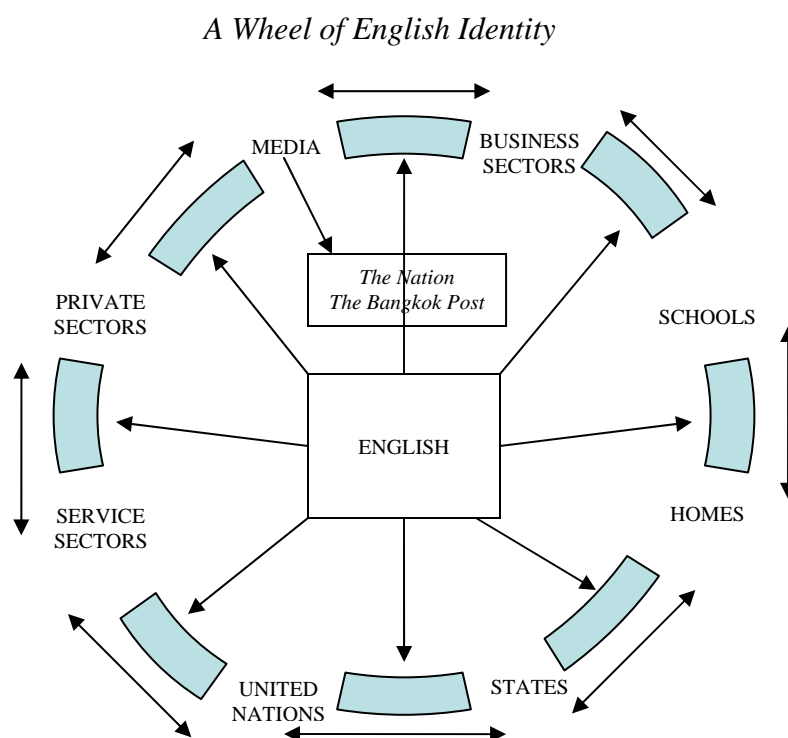 A Wheel of English Identity
MEDIA
BUSINESS
SECTORS
The Nation
The Bangkok Post
PRIVATE
SECTORS
SCHOOLS
ENGLISH
SERVICE
SECTORS
HOMES
UNITED
NATIONS
STATES